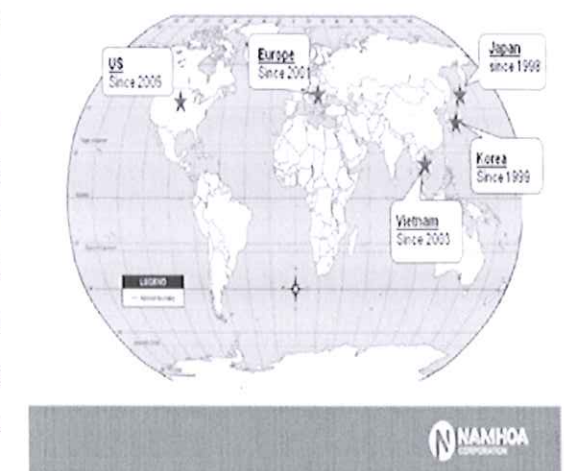 US
Since 2005
Europe
Since 2001
Japan
since 1998
Korea
Since 1999
Vietnam
Since 2003
LEGEND
NAMHOA
CORPORATION